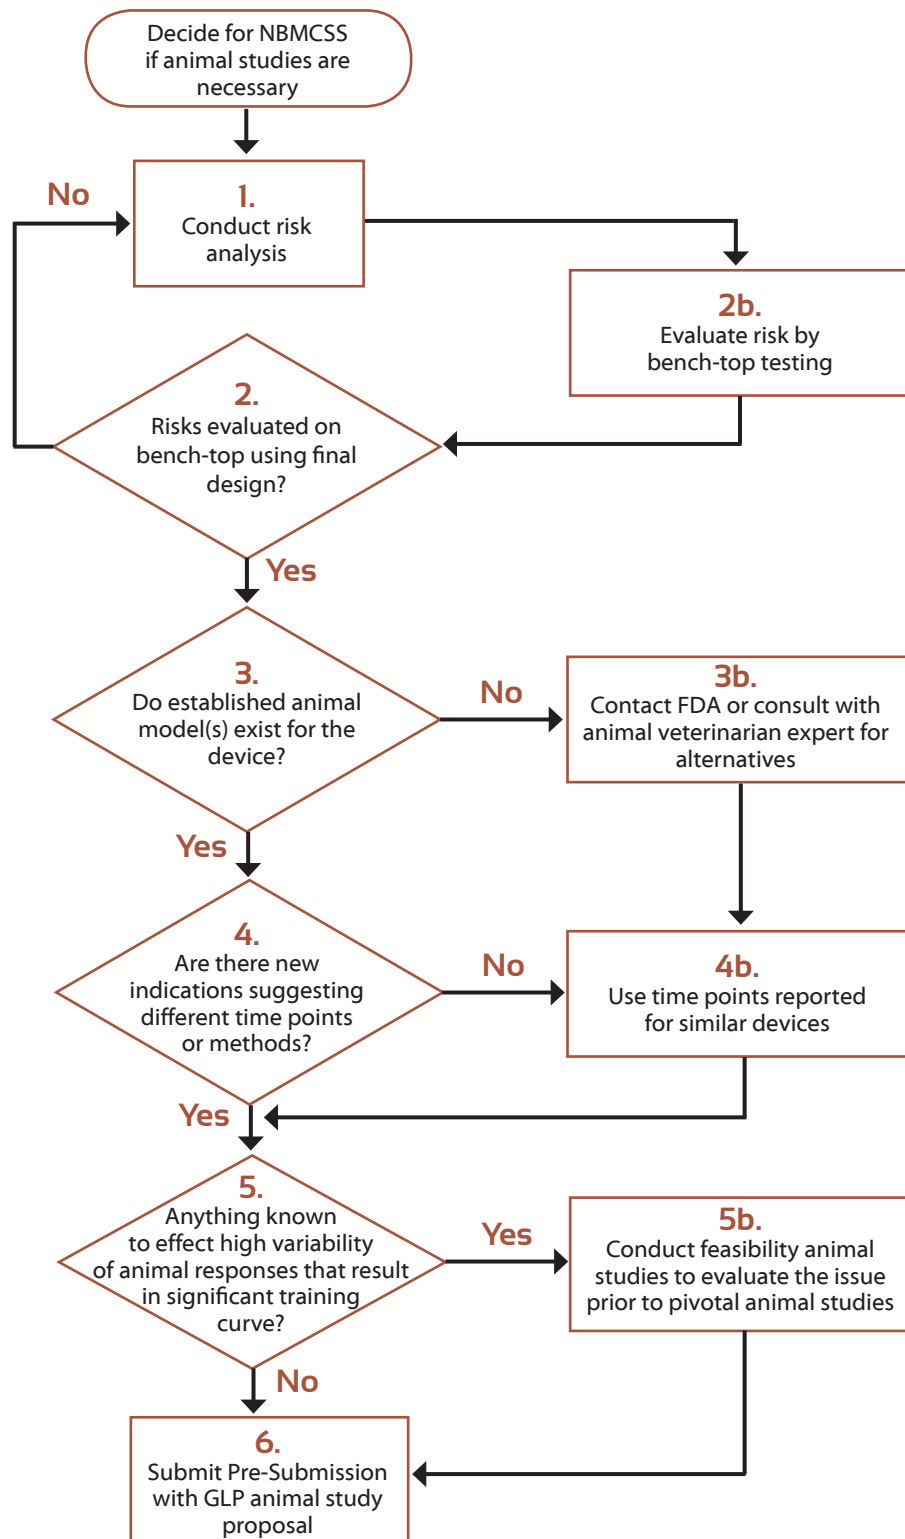 Decide for NBMCSS
if animal studies are
necessary
No
1.
Conduct risk
analysis
2b.
Evaluate risk by
bench-top testing
2.
Risks evaluated on
bench-top using final
design?
Yes
3.
Do established animal
model(s) exist for the
device?
No
3b.
Contact FDA or consult with
animal veterinarian expert for
alternatives
Yes
4.
Are there new
indications suggesting
different time points
or methods?
No
4b.
Use time points reported
for similar devices
Yes
5.
Anything known
to effect high variability
of animal responses that result
in significant training
curve?
Yes
5b.
Conduct feasibility animal
studies to evaluate the issue
prior to pivotal animal studies
No
6.
Submit Pre-Submission
with GLP animal study
proposal